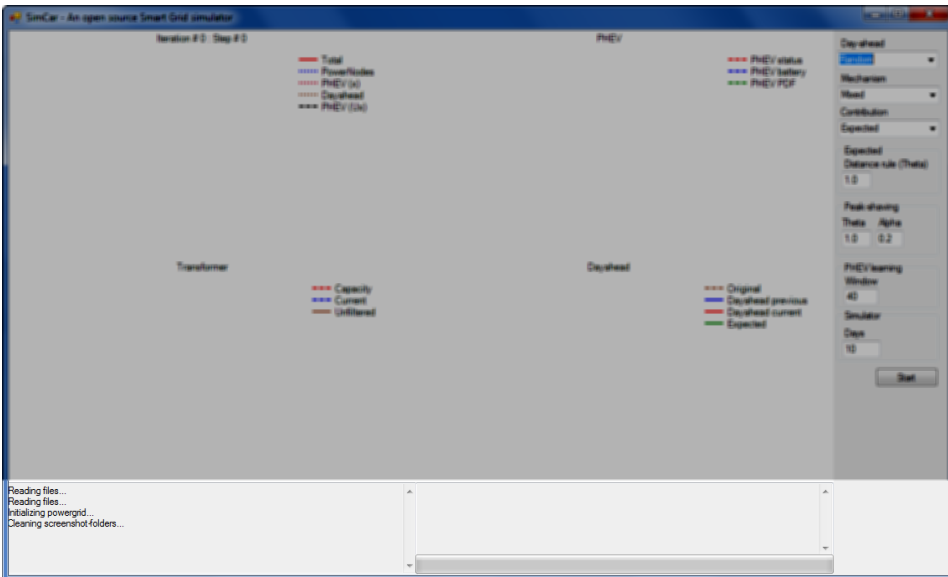 SimCar - An open source Smart Grid simulator
Iteration # 0 Step # 0
Total
PowerNodes
PHEV (x)
Dayahead
PHEV (Ux)
PHEV
PHEV status
PHEV battery
PHEV PDF
Transformer
Capacity
Current
Unfiltered
Dayahead
Original
Dayahead previous
Dayahead current
Expected
Day-ahead
Random
Mechanism
Mixed
Contribution
Expected
Expected
Distance rule (Theta)
1.0
Peak-shaving
Theta Alpha
1.0 0.2
PHEV learning
Window
40
Simulator
Days
10
Start
Reading files...
Reading files...
Initializing powergrid...
Cleaning screenshot-folders...